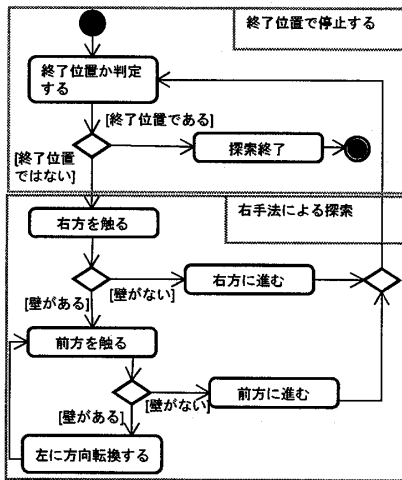 終了位置で停止する
終了位置か判定
する
[終了位置である]
[終了位置
ではない]
探索終了
右手法による探索
右方を触る
[壁がある]
[壁がない]
右方に進む
前方を触る
[壁がある]
[壁がない]
前方に進む
左に方向転換する